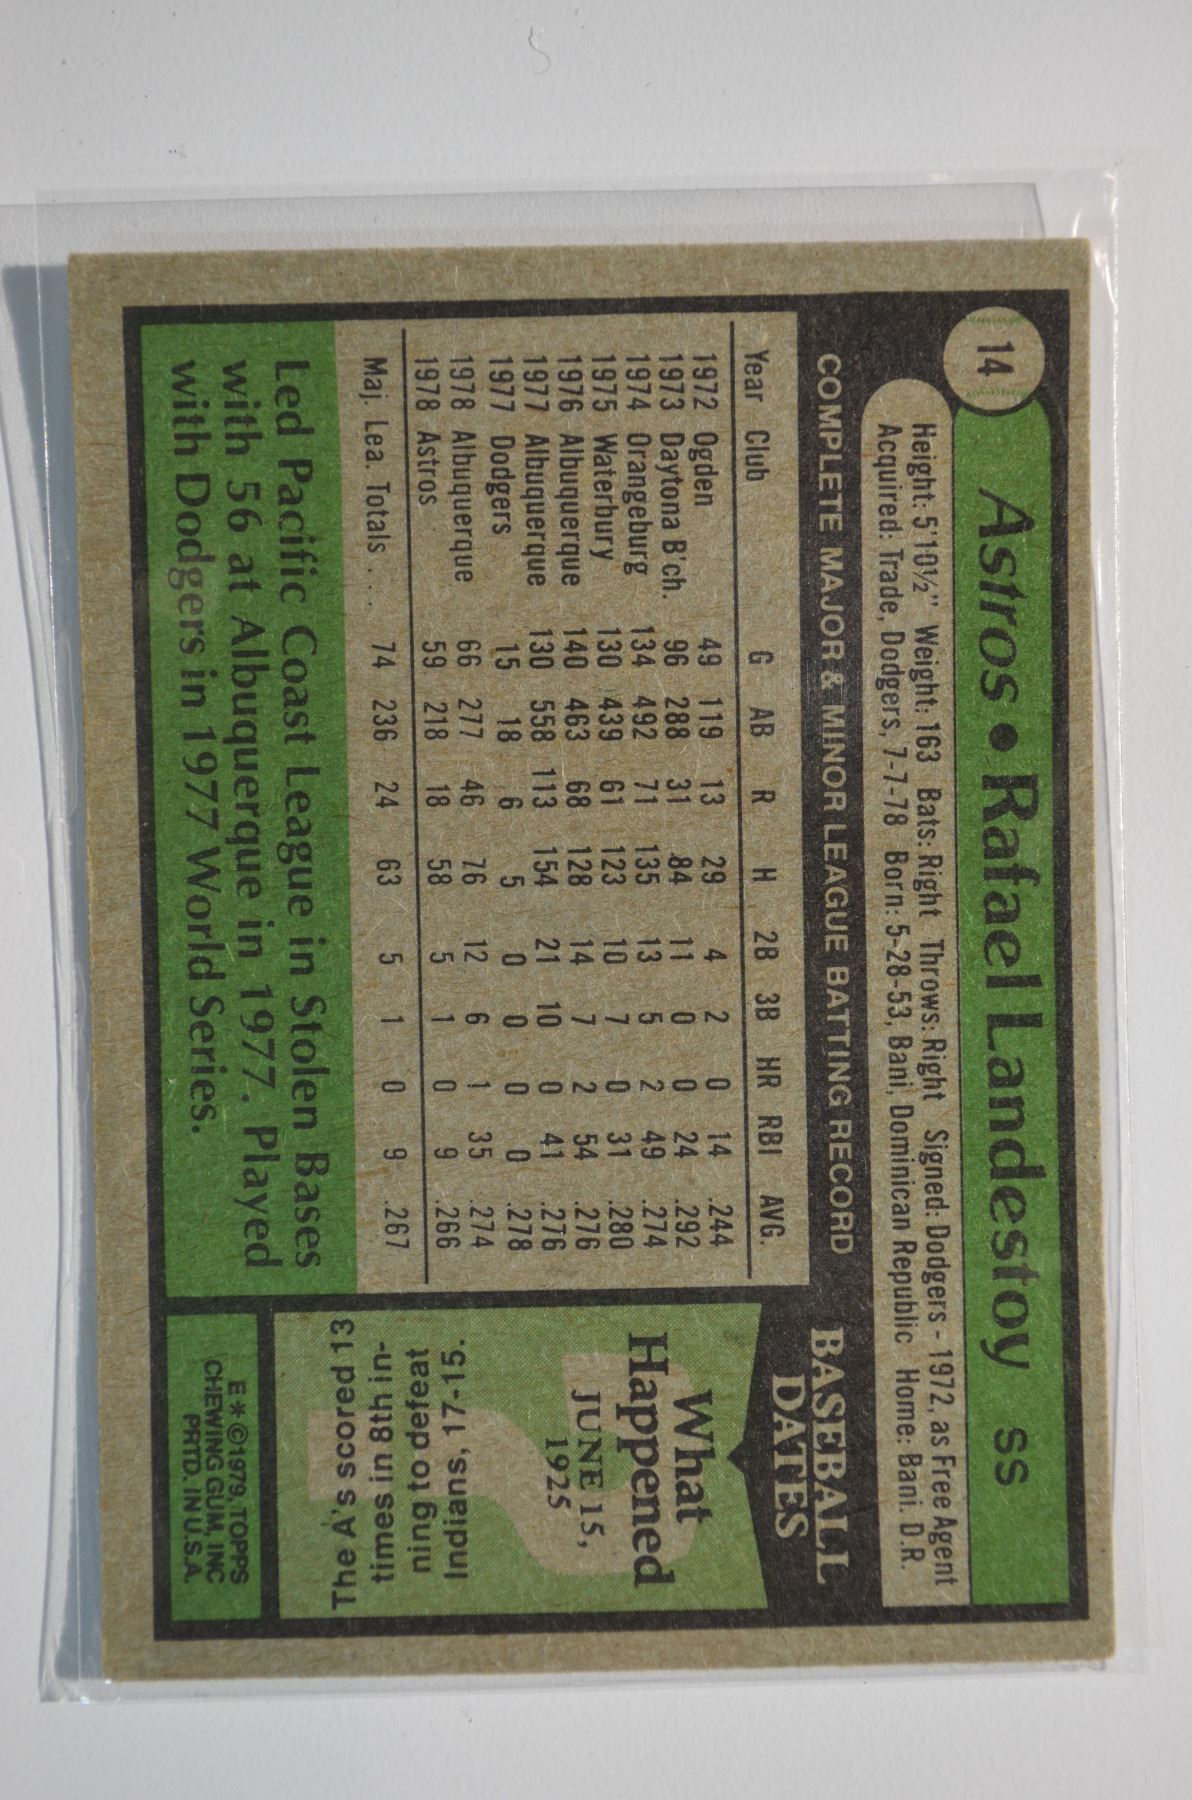 14
Astros • Rafael Landestoy SS
Height: 5'10½" Weight: 163 Bats: Right Throws: Right Signed: Dodgers - 1972, as Free Agent
Acquired: Trade, Dodgers, 7-7-78 Born: 5-28-53, Bani, Dominican Republic Home: Bani. D.R.
COMPLETE MAJOR & MINOR LEAGUE BATTING RECORD
Year Club G AB R H 2B 3B HR RBI AVG.
1972 Ogden 49 119 13 29 4 2 0 14 .244
1973 Daytona B'ch. 96 288 31 84 11 0 0 24 .292
1974 Orangeburg 134 492 71 135 13 5 2 49 .274
1975 Waterbury 130 439 61 123 10 7 0 31 .280
1976 Albuquerque 140 463 68 128 14 7 2 54 .276
1977 Albuquerque 130 558 113 154 21 10 0 41 .276
1977 Dodgers 15 18 6 5 0 0 0 0 .278
1978 Albuquerque 66 277 46 76 12 6 1 35 .274
1978 Astros 59 218 18 58 5 1 0 9 .266
Maj. Lea. Totals . . . 74 236 24 63 5 1 0 9 .267
Led Pacific Coast League in Stolen Bases
with 56 at Albuquerque in 1977. Played
with Dodgers in 1977 World Series.
BASEBALL
DATES
What
Happened
JUNE 15,
1925
The A's scored 13
times in 8th in-
ning to defeat
Indians, 17-15.
E*©1979, TOPPS
CHEWING GUM, INC
PRTD. IN U.S.A.